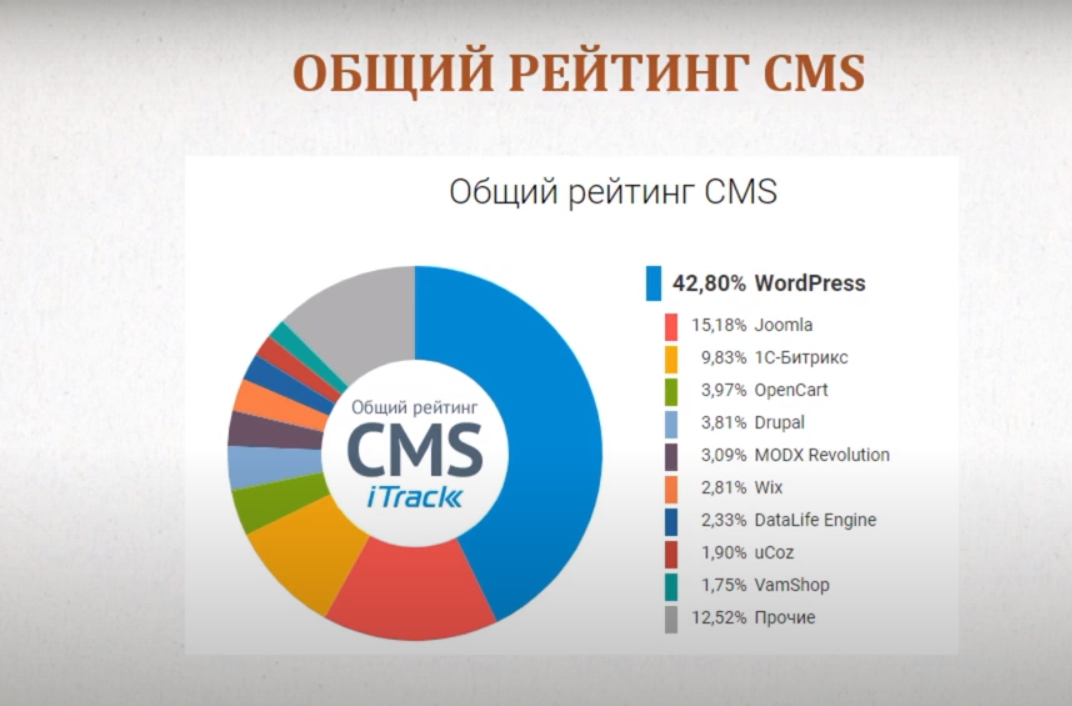 ОБЩИЙ РЕЙТИНГ CMS
Общий рейтинг CMS
Общий рейтинг
CMS
iTrack
42,80% WordPress
15,18% Joomla
9,83% 1С-Битрикс
3,97% OpenCart
3,81% Drupal
3,09% MODX Revolution
2,81% Wix
2,33% DataLife Engine
1,90% uCoz
1,75% VamShop
12,52% Прочие